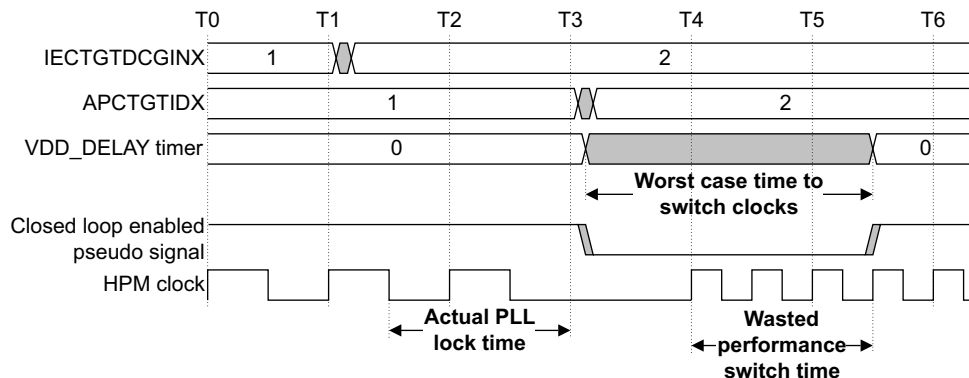 T0 T1 T2 T3 T4 T5 T6
IECTGTDCGINX 1 2
APCTGTIDX 1 2
VDD_DELAY timer 0 0
Worst case time to
switch clocks
Closed loop enabled
pseudo signal
HPM clock
Actual PLL
lock time
Wasted
performance
switch time